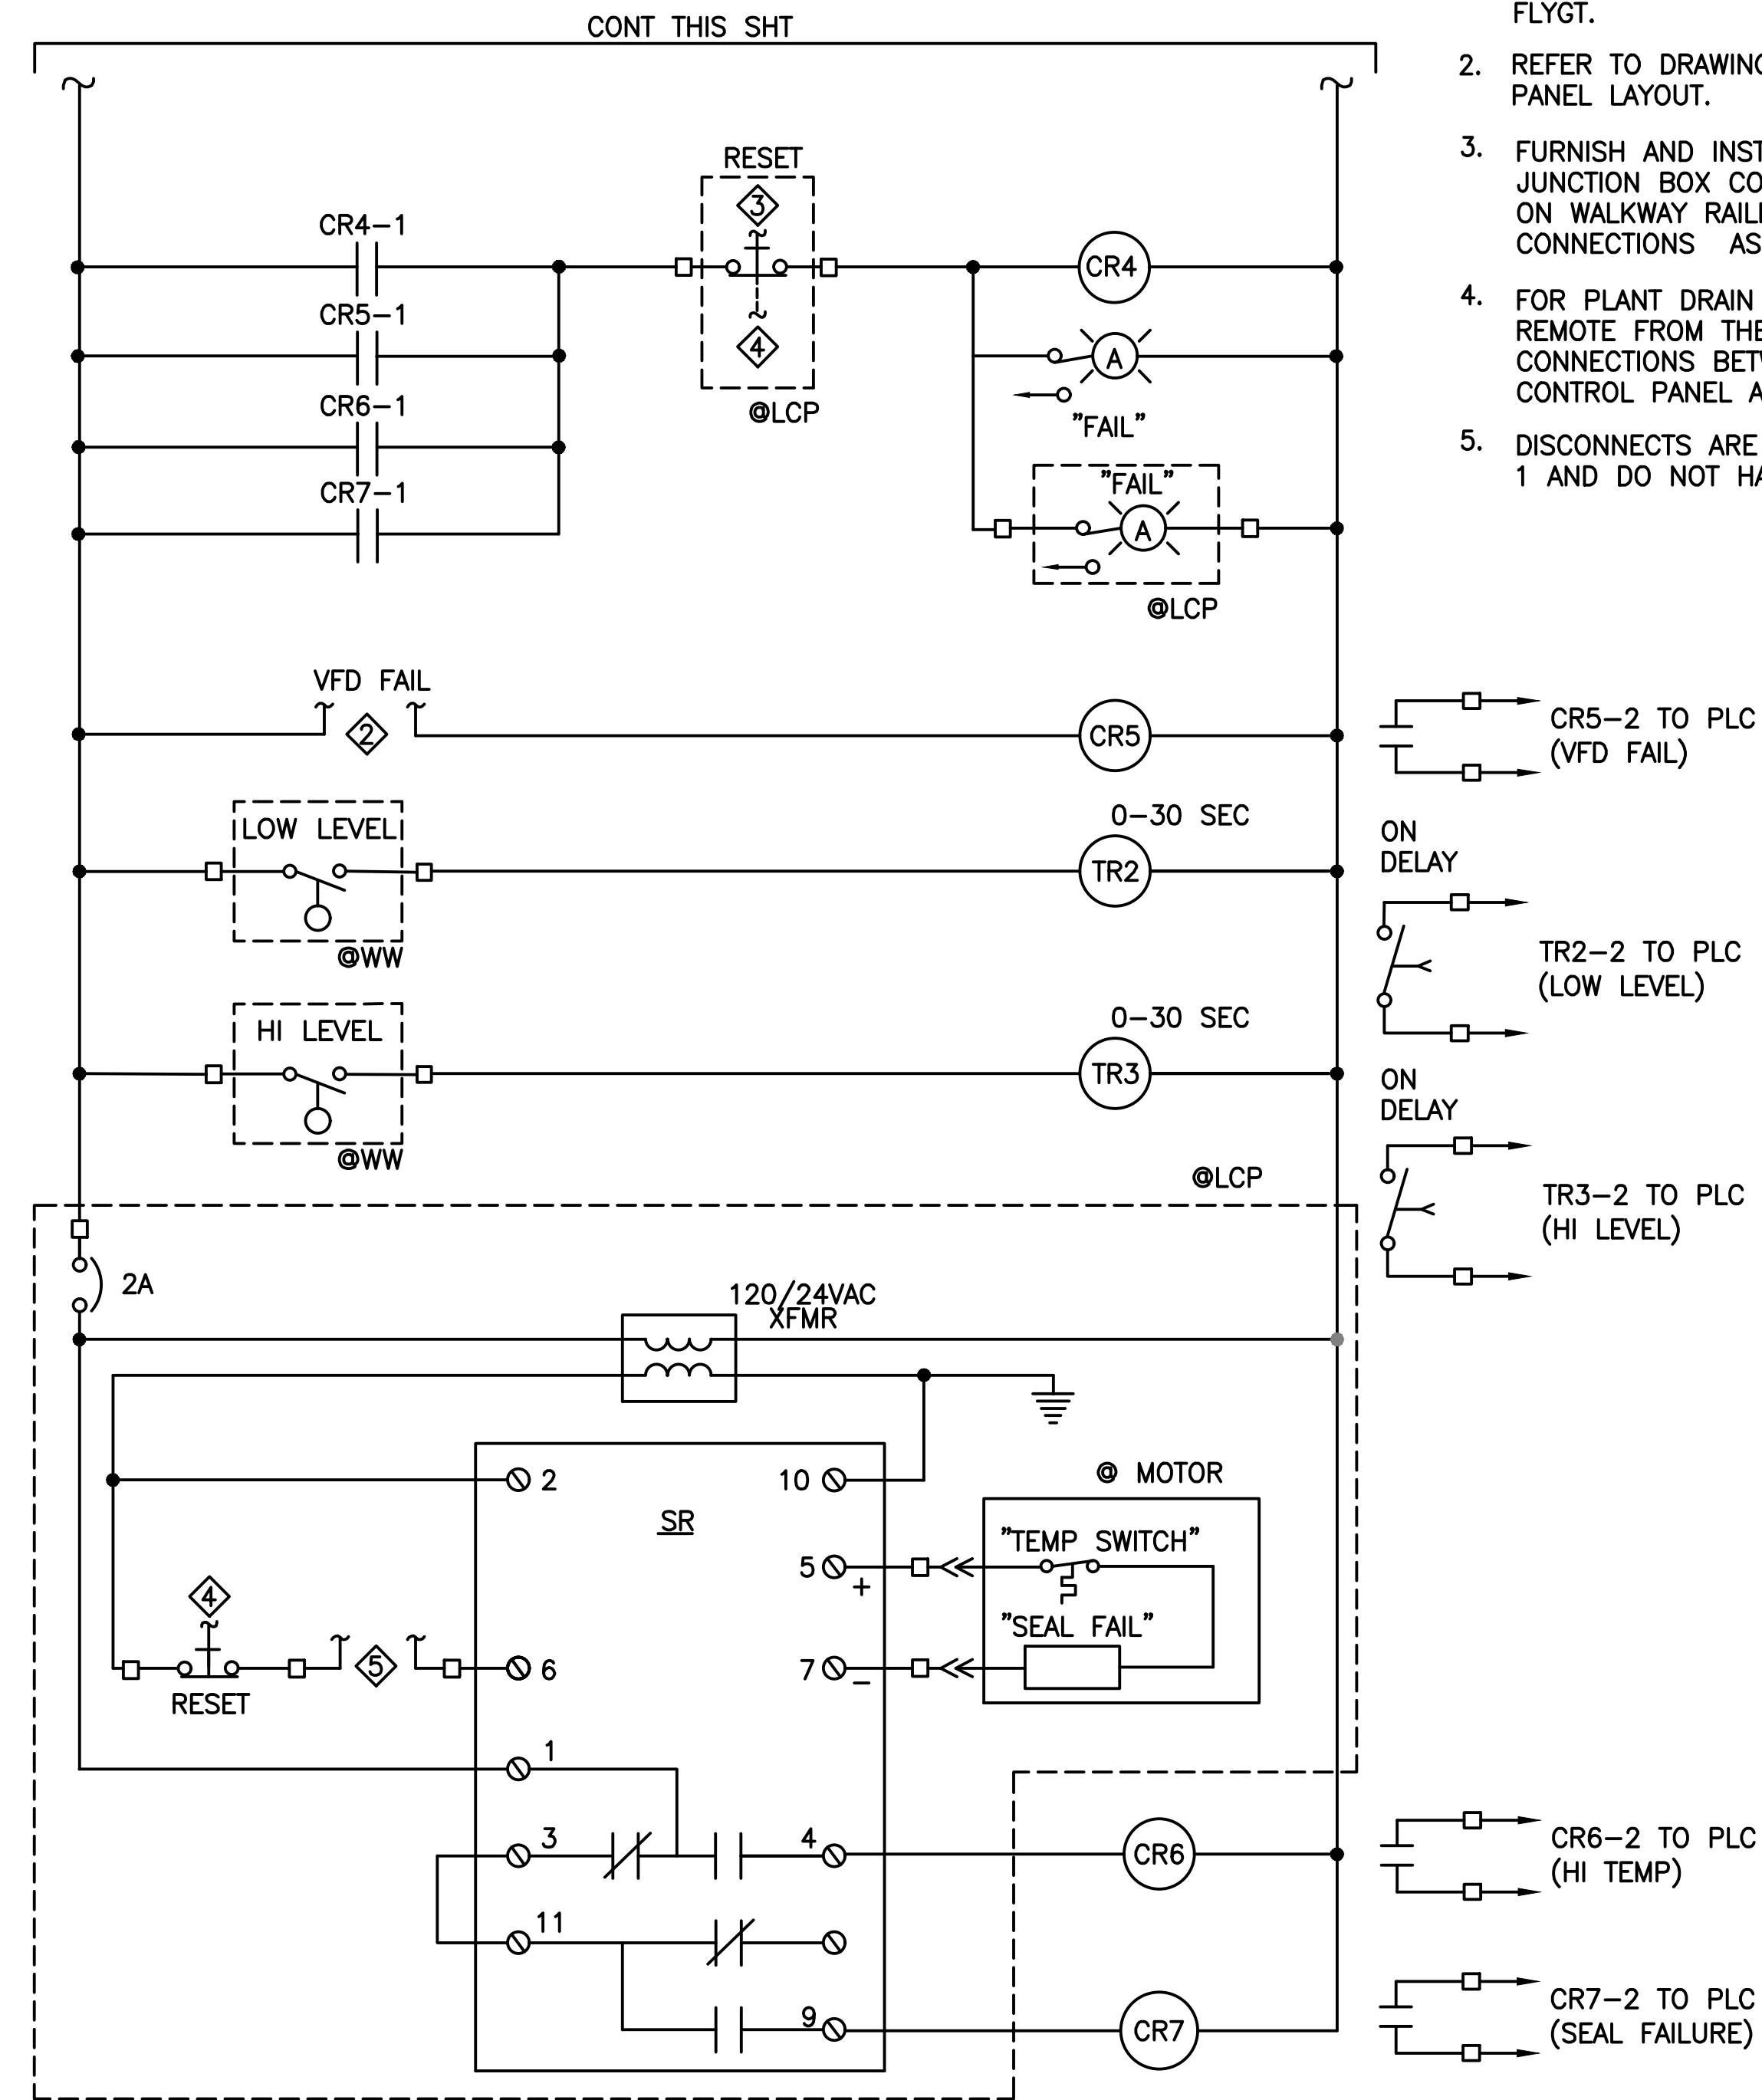 CONT THIS SHT
FLYGT.
2. REFER TO DRAWING
PANEL LAYOUT.
3. FURNISH AND INST
JUNCTION BOX CO
ON WALKWAY RAILI
CONNECTIONS AS
4. FOR PLANT DRAIN
REMOTE FROM THE
CONNECTIONS BETW
CONTROL PANEL A
5. DISCONNECTS ARE
1 AND DO NOT HA
RESET
3
CR4-1
CR4
CR5-1
4
A
CR6-1
@LCP
"FAIL"
CR7-1
"FAIL"
A
@LCP
VFD FAIL
2
CR5
CR5-2 TO PLC
(VFD FAIL)
LOW LEVEL
0-30 SEC
TR2
@WW
ON
DELAY
TR2-2 TO PLC
(LOW LEVEL)
HI LEVEL
0-30 SEC
TR3
@WW
ON
DELAY
TR3-2 TO PLC
(HI LEVEL)
@LCP
2A
120/24VAC
XFMR
2
10
SR
@ MOTOR
5
+
"TEMP SWITCH"
4
5
6
7
-
"SEAL FAIL"
RESET
1
3
4
CR6
CR6-2 TO PLC
(HI TEMP)
11
9
CR7
CR7-2 TO PLC
(SEAL FAILURE)